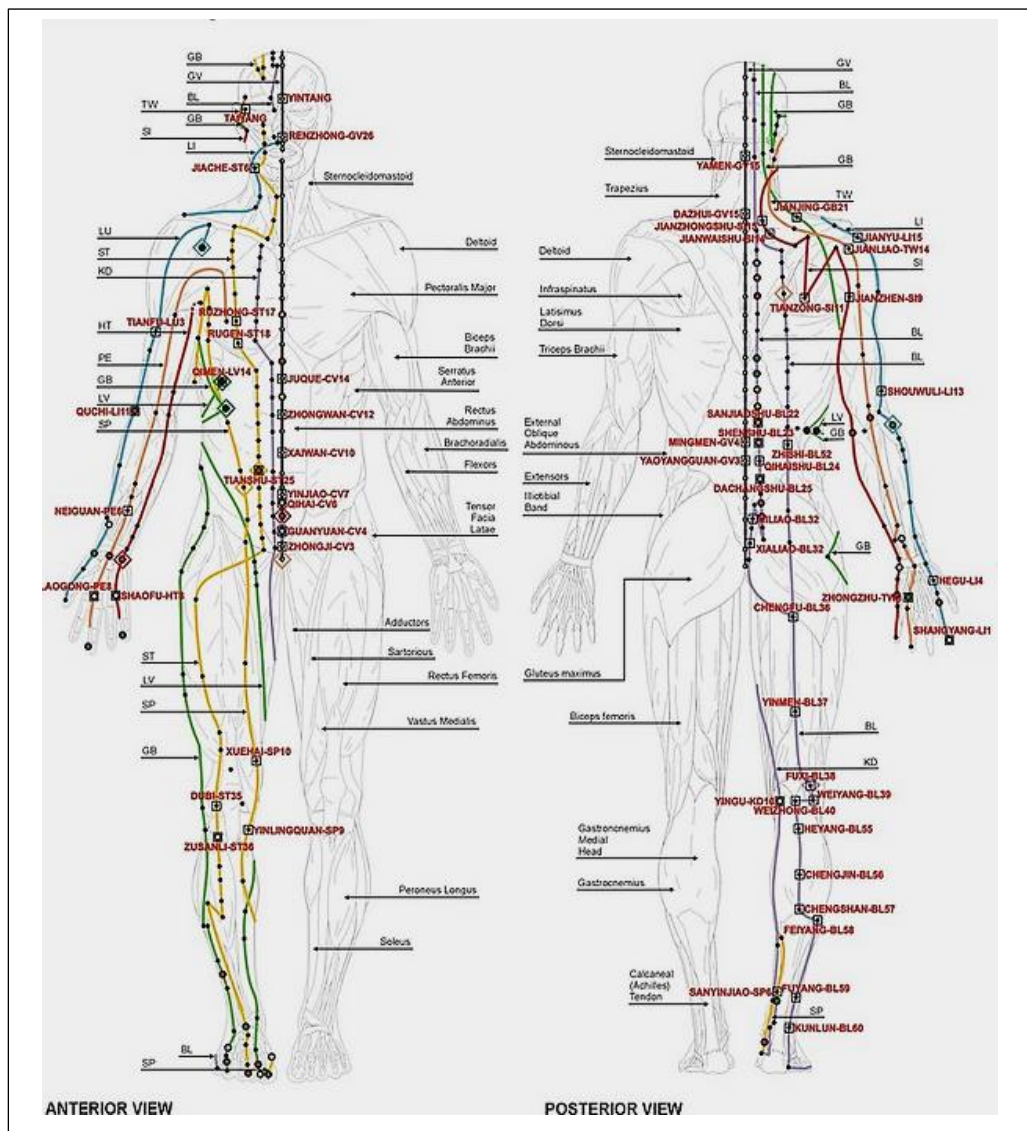 GB
GV
BL
YINTANG
TW
TAIYANG
GB
RENZHONG-GV26
SI
LI
JIACHE-ST6
Sternocleidomastoid
LU
ST
Deltoid
KD
Pectoralis Major
RUZHONG-ST17
TIANFU-LU3
HT
RUGEN-ST18
Biceps
Brachii
PE
Serratus
Anterior
QIMEN-LV14
JUQUE-CV14
GB
LV
QUCHI-LI11
ZHONGWAN-CV12
Rectus
Abdominus
SP
Brachoradialis
XAIWAN-CV10
Flexors
TIANSHU-ST25
YINJIAO-CV7
QIHAI-CV6
NEIGUAN-PE6
Tensor
Facia
Latae
GUANYUAN-CV4
ZHONGJI-CV3
LAOGONG-PE8
SHAOFU-HT8
Adductors
ST
Sartorious
LV
Rectus Femoris
SP
Vastus Medialis
GB
XUEHAI-SP10
DUBI-ST35
YINLINGQUAN-SP9
ZUSANLI-ST36
Peroneus Longus
Soleus
BL
SP
ANTERIOR VIEW
GV
BL
GB
Sternocleidomastoid
YAMEN-GV15
GB
Trapezius
TW
DAZHUI-GV15
JIANJING-GB21
JIANZHONGSHU-SI15
LI
JIANWAISHU-SI14
JIANYU-LI15
JIANLIAO-TW14
Deltoid
SI
Infraspinatus
TIANZONG-SI11
JIANZHEN-SI9
Latisimus
Dorsi
BL
Triceps Brachii
BL
SHOUWULI-LI13
SANJIAOSHU-BL22
External
Oblique
Abdominous
LV
SHENSHU-BL23
GB
MINGMEN-GV4
ZHISHI-BL52
YAOYANGGUAN-GV3
QIHAISHU-BL24
Extensors
DACHANGSHU-BL25
Illiotibial
Band
XIALIAO-BL32
GB
HEGU-LI4
CHENGFU-BL36
SHANGYANG-LI1
Gluteus maximus
YINMEN-BL37
Biceps femoris
BL
KD
FUXI-BL38
YINGU-KD10
WEIYANG-BL39
WEIZHONG-BL40
HEYANG-BL55
Gastroncnemius
Medial
Head
CHENGJIN-BL56
Gastrocnemius
CHENGSHAN-BL57
FEIYANG-BL58
Calcaneal
(Achilles)
Tendon
SANYINJIAO-SP6
FUYANG-BL59
SP
KUNLUN-BL60
POSTERIOR VIEW